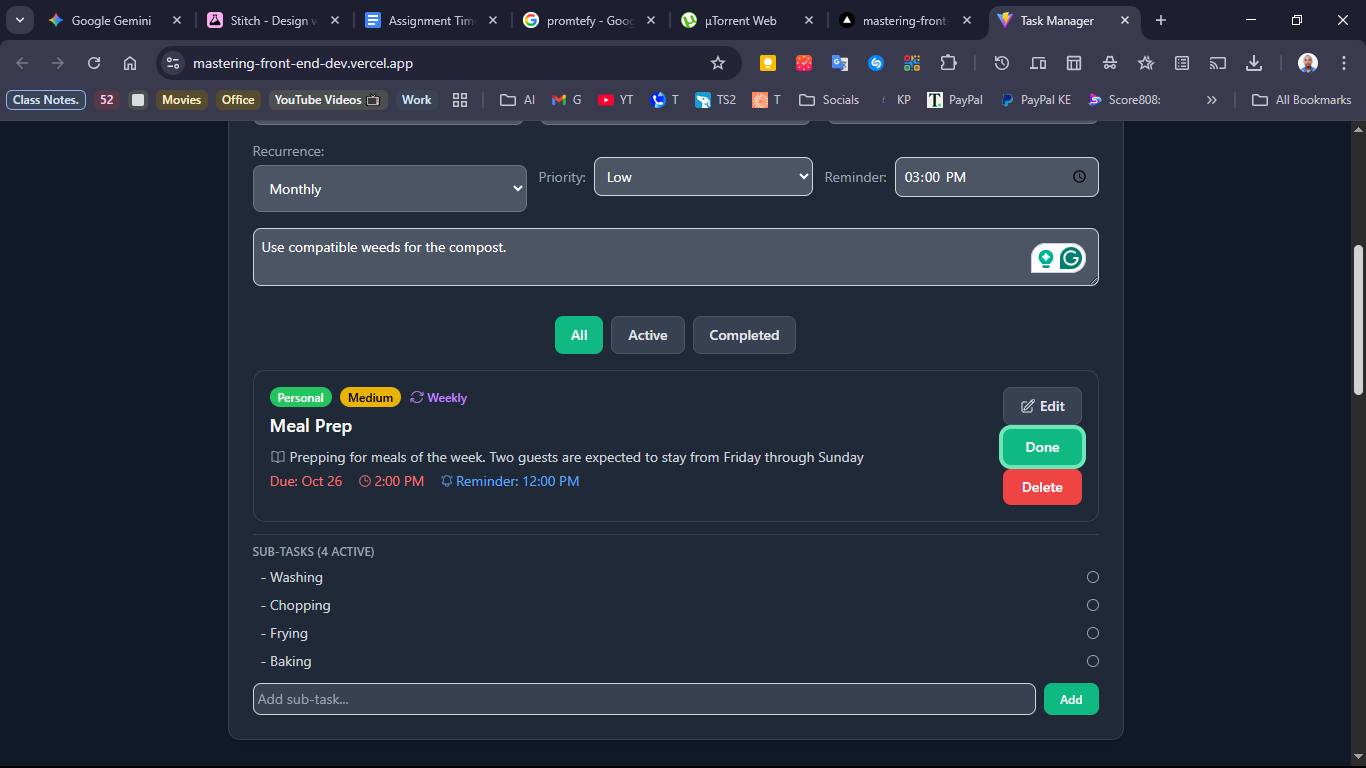 Google Gemini
Stitch - Design w
Assignment Time
promtefy - Goog
µTorrent Web
mastering-front-
Task Manager
mastering-front-end-dev.vercel.app
Class Notes.
52
Movies
Office
YouTube Videos
Work
AI
G
YT
T
TS2
T
Socials
KP
PayPal
PayPal KE
Score808:
»
All Bookmarks
Recurrence:
Monthly
Priority:
Low
Reminder:
03:00 PM
Use compatible weeds for the compost.
All
Active
Completed
Personal
Medium
Weekly
Edit
Meal Prep
Done
Prepping for meals of the week. Two guests are expected to stay from Friday through Sunday
Due: Oct 26
2:00 PM
Reminder: 12:00 PM
Delete
SUB-TASKS (4 ACTIVE)
- Washing
- Chopping
- Frying
- Baking
Add sub-task...
Add